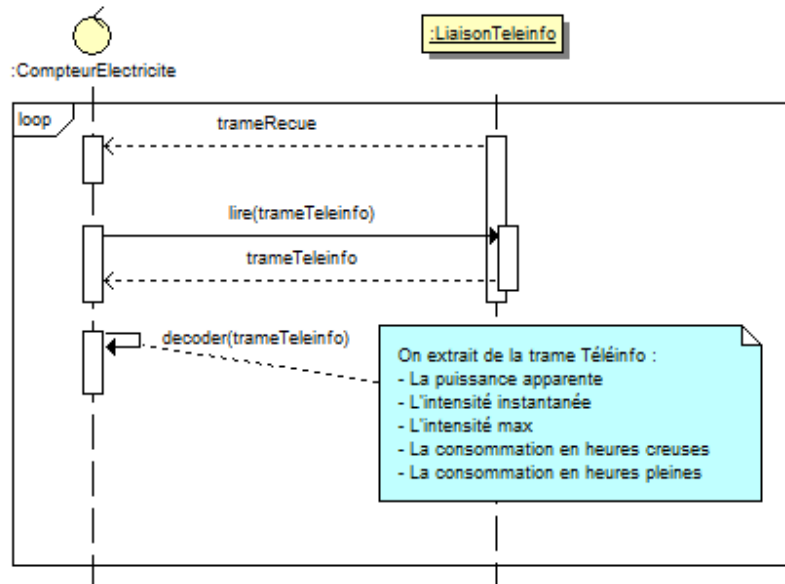 :LiaisonTeleinfo
:CompteurElectricite
loop
trameRecue
lire(trameTeleinfo)
trameTeleinfo
decoder(trameTeleinfo)
On extrait de la trame Téléinfo :
- La puissance apparente
- L'intensité instantanée
- L'intensité max
- La consommation en heures creuses
- La consommation en heures pleines